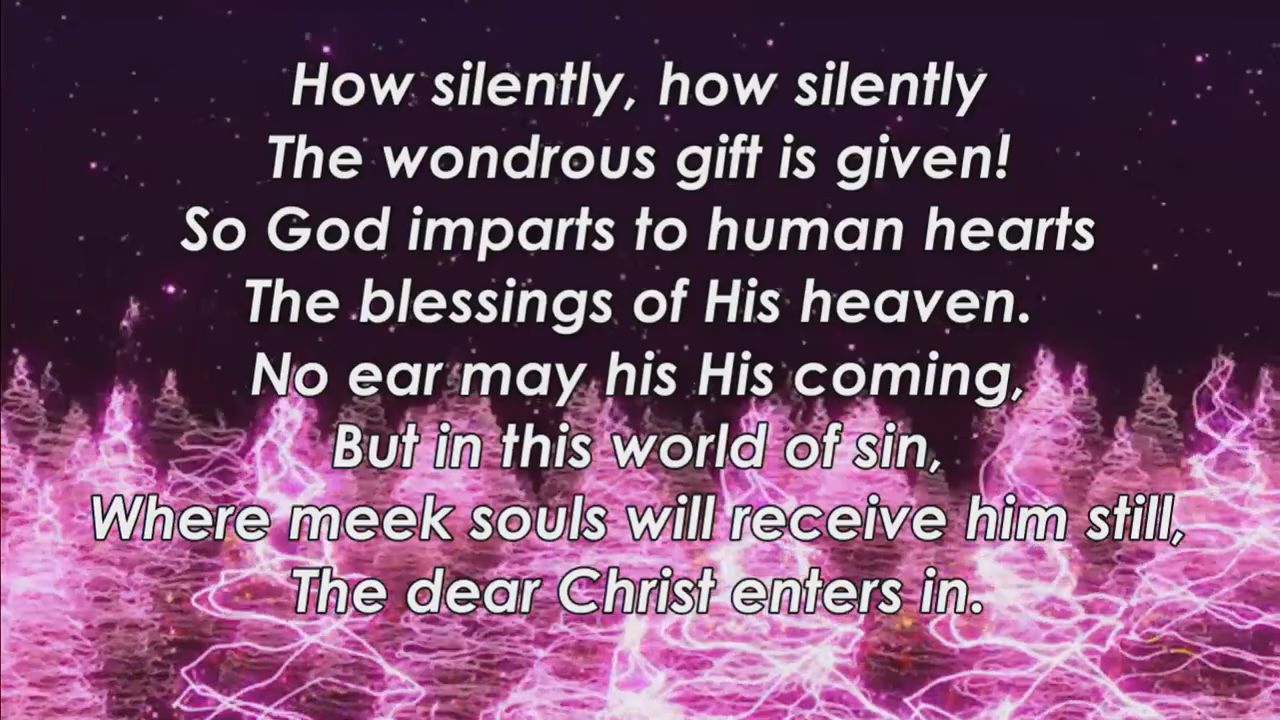 How silently, how silently
The wondrous gift is given!
So God imparts to human hearts
The blessings of His heaven.
No ear may his His coming,
But in this world of sin,
Where meek souls will receive him still,
The dear Christ enters in.